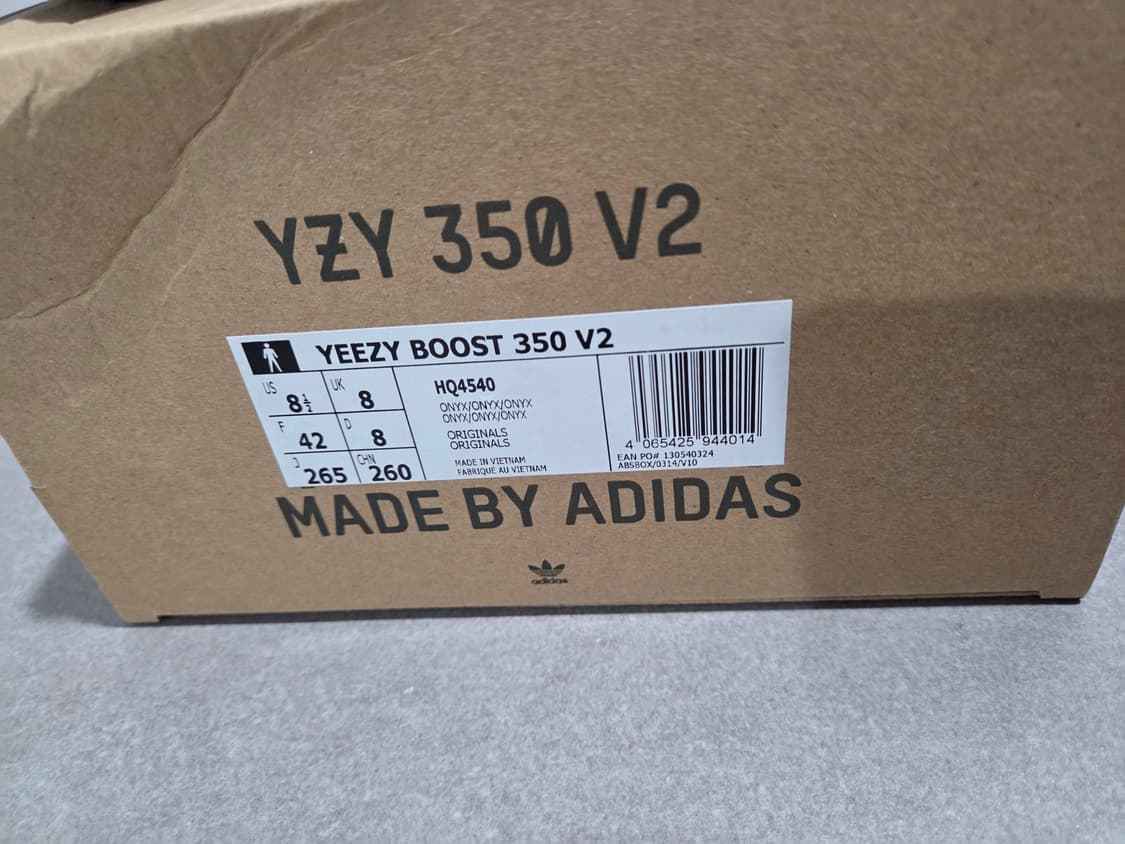 YZY 350 V2
YEEZY BOOST 350 V2
US 8½ UK 8
F 42 D 8
J 265 CHN 260
HQ4540
ONYX/ONYX/ONYX
ONYX/ONYX/ONYX
ORIGINALS
ORIGINALS
MADE IN VIETNAM
FABRIQUÉ AU VIETNAM
4 065425 944014
EAN PO# 130540324
ABSBOX/0314/V10
MADE BY ADIDAS
adidas